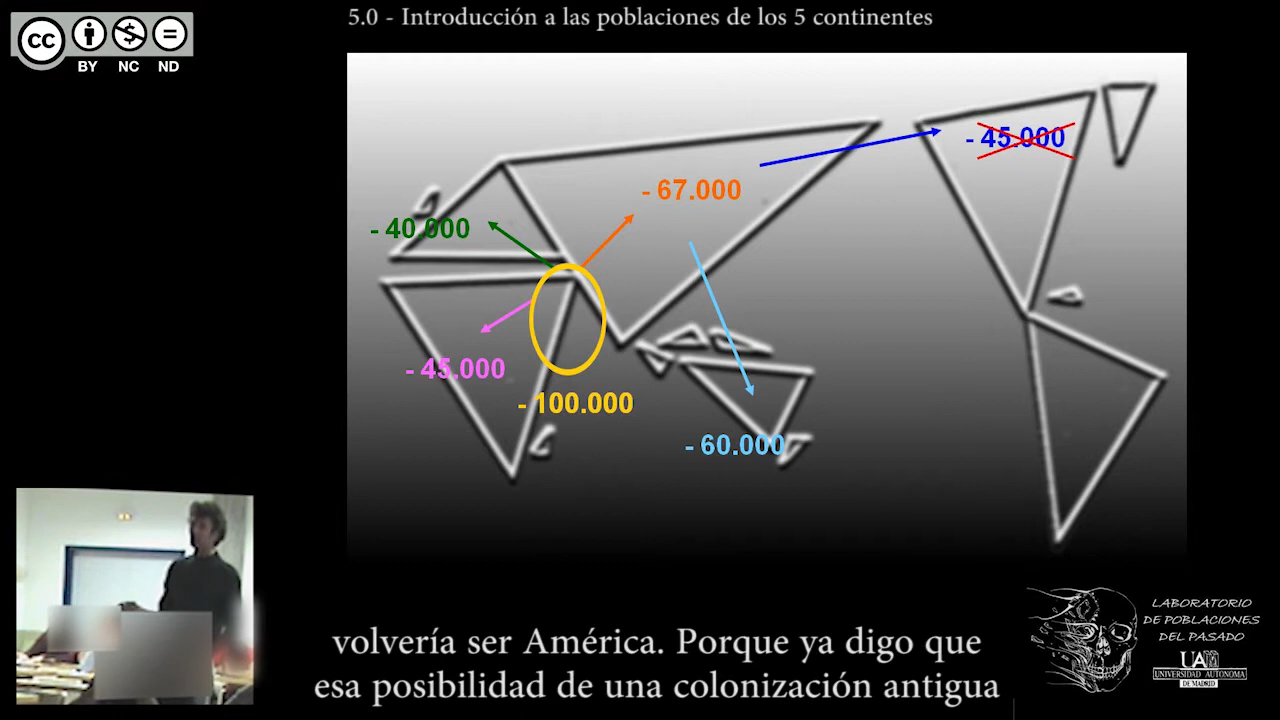 5.0 - Introducción a las poblaciones de los 5 continentes
CC
BY NC ND
- 45.000
- 67.000
- 40.000
- 45.000
- 100.000
- 60.000
volvería ser América. Porque ya digo que
esa posibilidad de una colonización antigua
LABORATORIO
DE POBLACIONES
DEL PASADO
UAM
UNIVERSIDAD AUTONOMA
DE MADRID